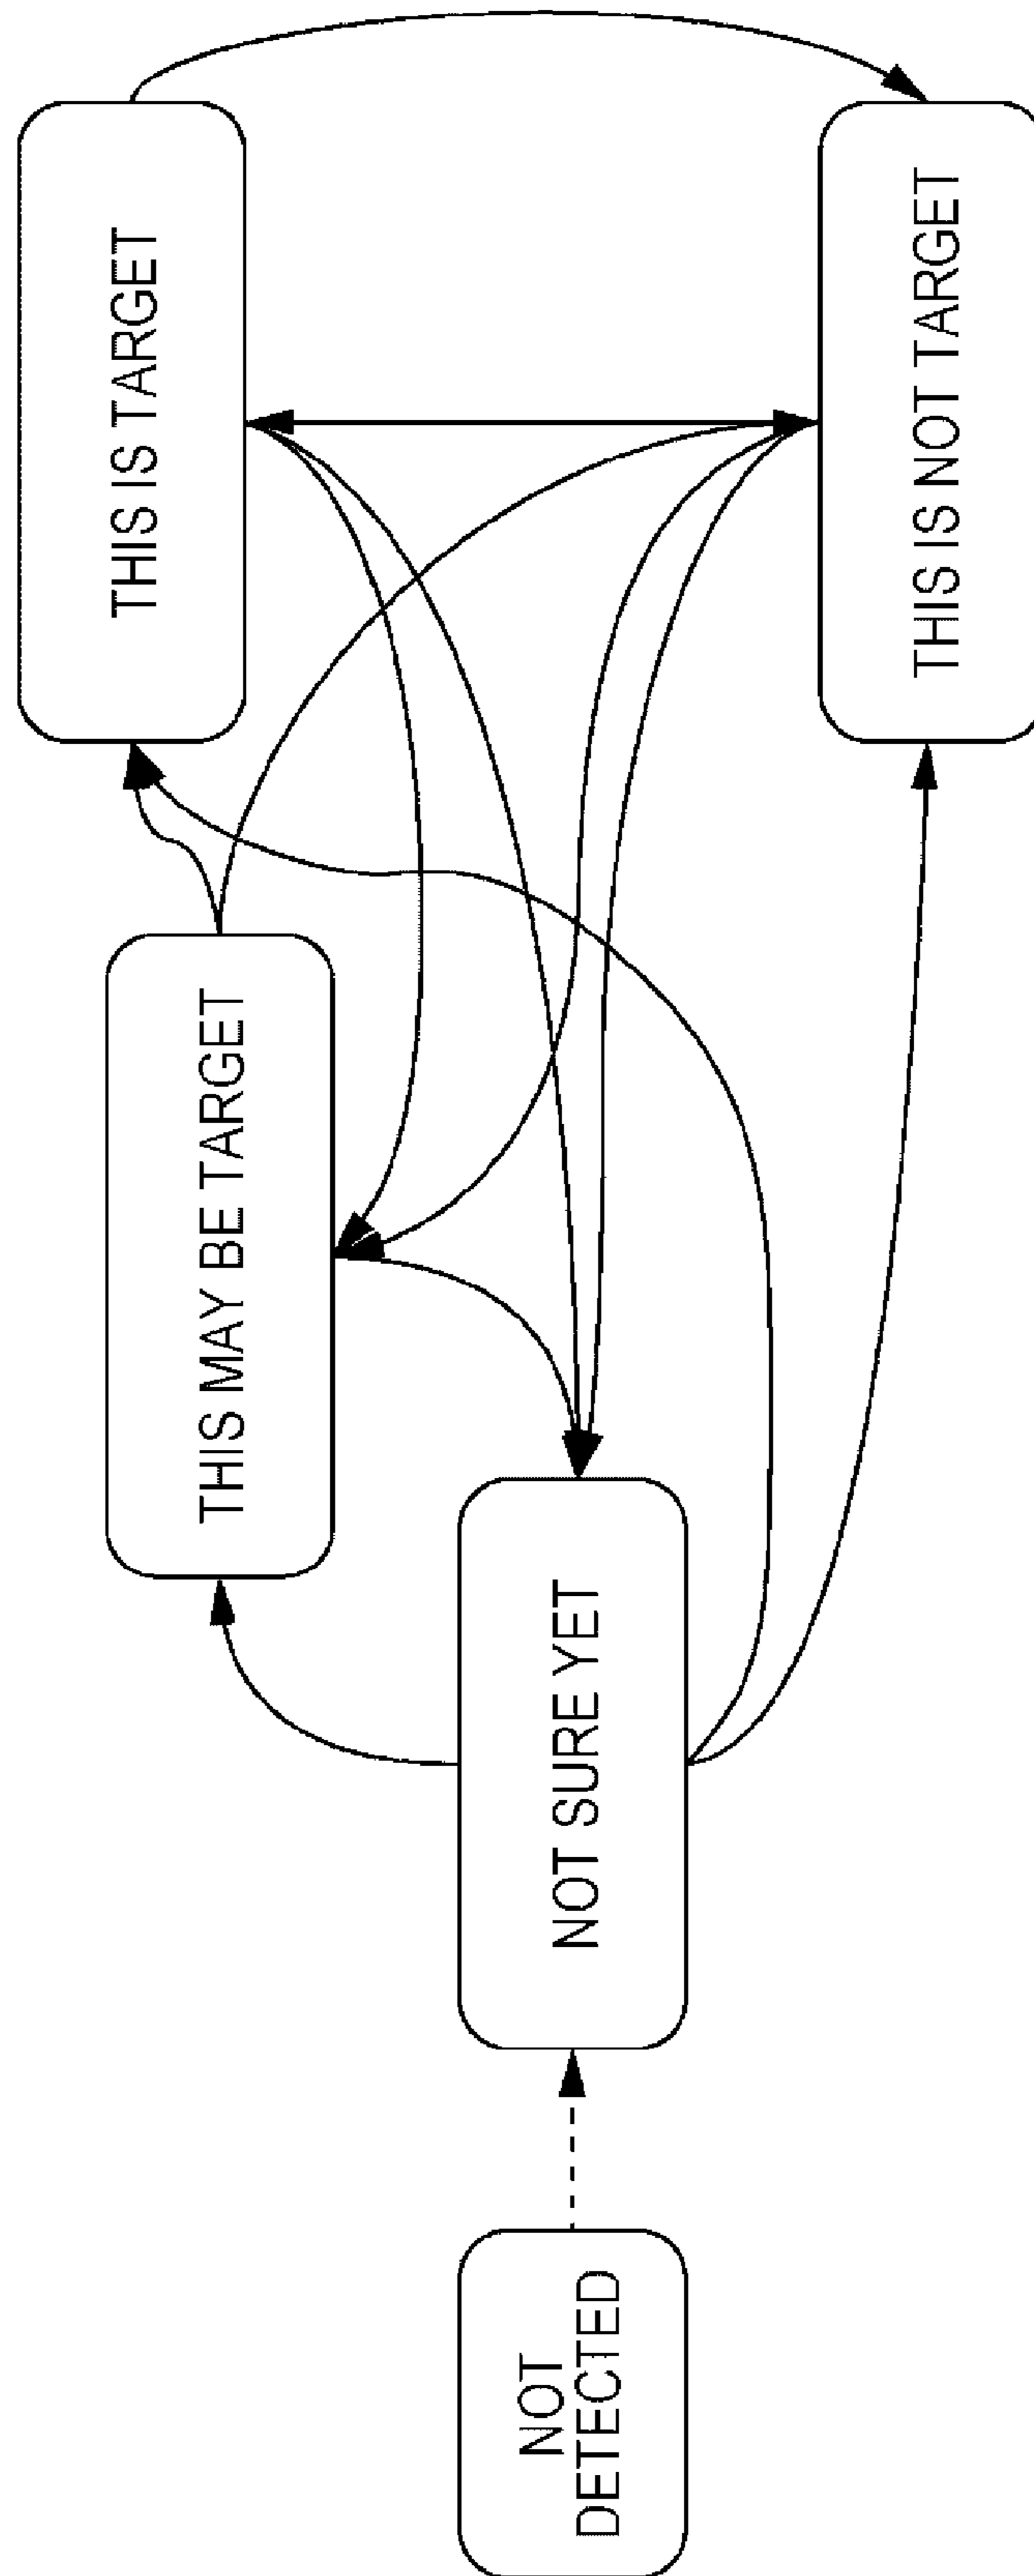 THIS IS TARGET
THIS MAY BE TARGET
NOT
DETECTED
NOT SURE YET
THIS IS NOT TARGET